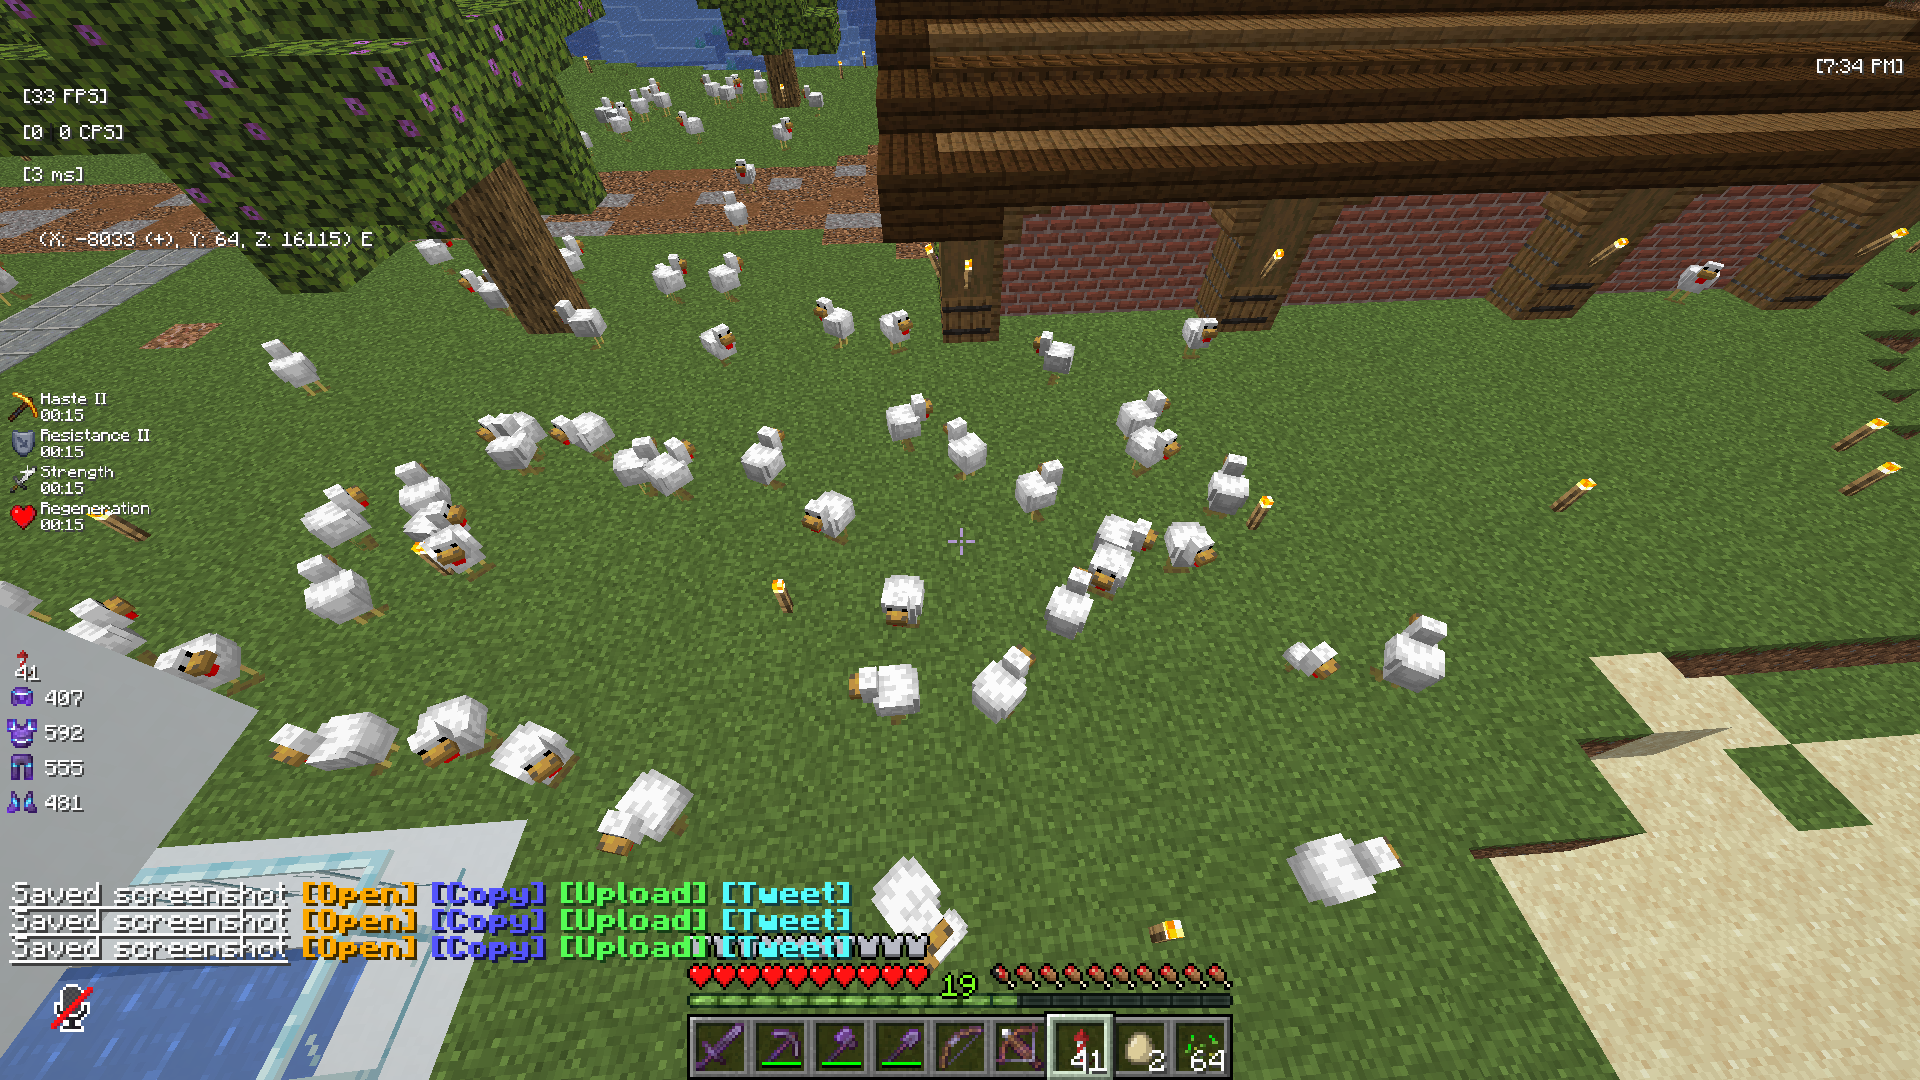 [7:34 PM]
[33 FPS]
[0 0 CPS]
[3 ms]
(X: -8033 (+), Y: 64, Z: 16115) E
Haste II
00:15
Resistance II
00:15
Strength
00:15
Regeneration
00:15
41
407
592
555
481
Saved screenshot [Open] [Copy] [Upload] [Tweet]
Saved screenshot [Open] [Copy] [Upload] [Tweet]
Saved screenshot [Open] [Copy] [Upload] [Tweet]
19
41 2 64